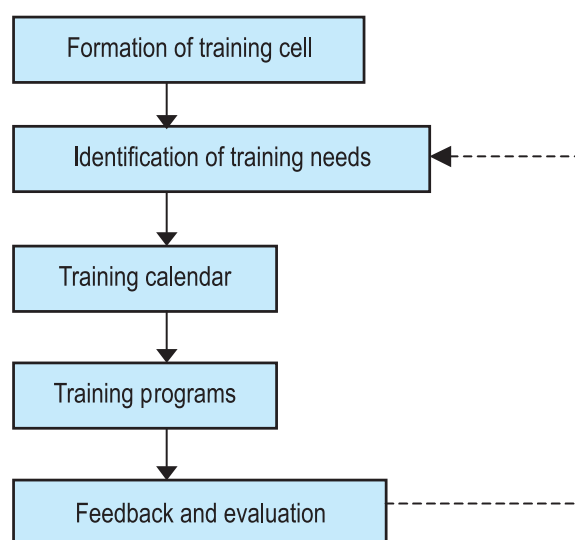 Formation of training cell
Identification of training needs
Training calendar
Training programs
Feedback and evaluation